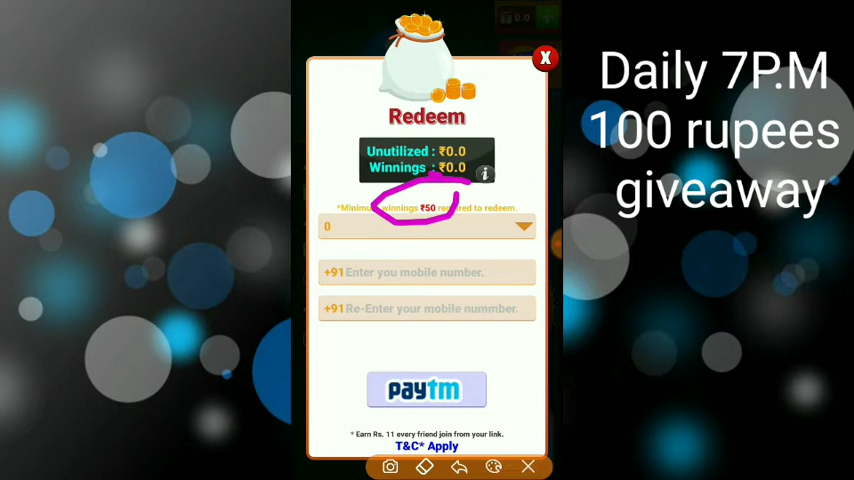 0.0
X
Redeem
Unutilized : ₹0.0
Winnings : ₹0.0
i
*Minimum winnings ₹50 required to redeem.
0
+91 Enter you mobile number.
+91 Re-Enter your mobile nummber.
paytm
* Earn Rs. 11 every friend join from your link.
T&C* Apply
Daily 7P.M
100 rupees
giveaway